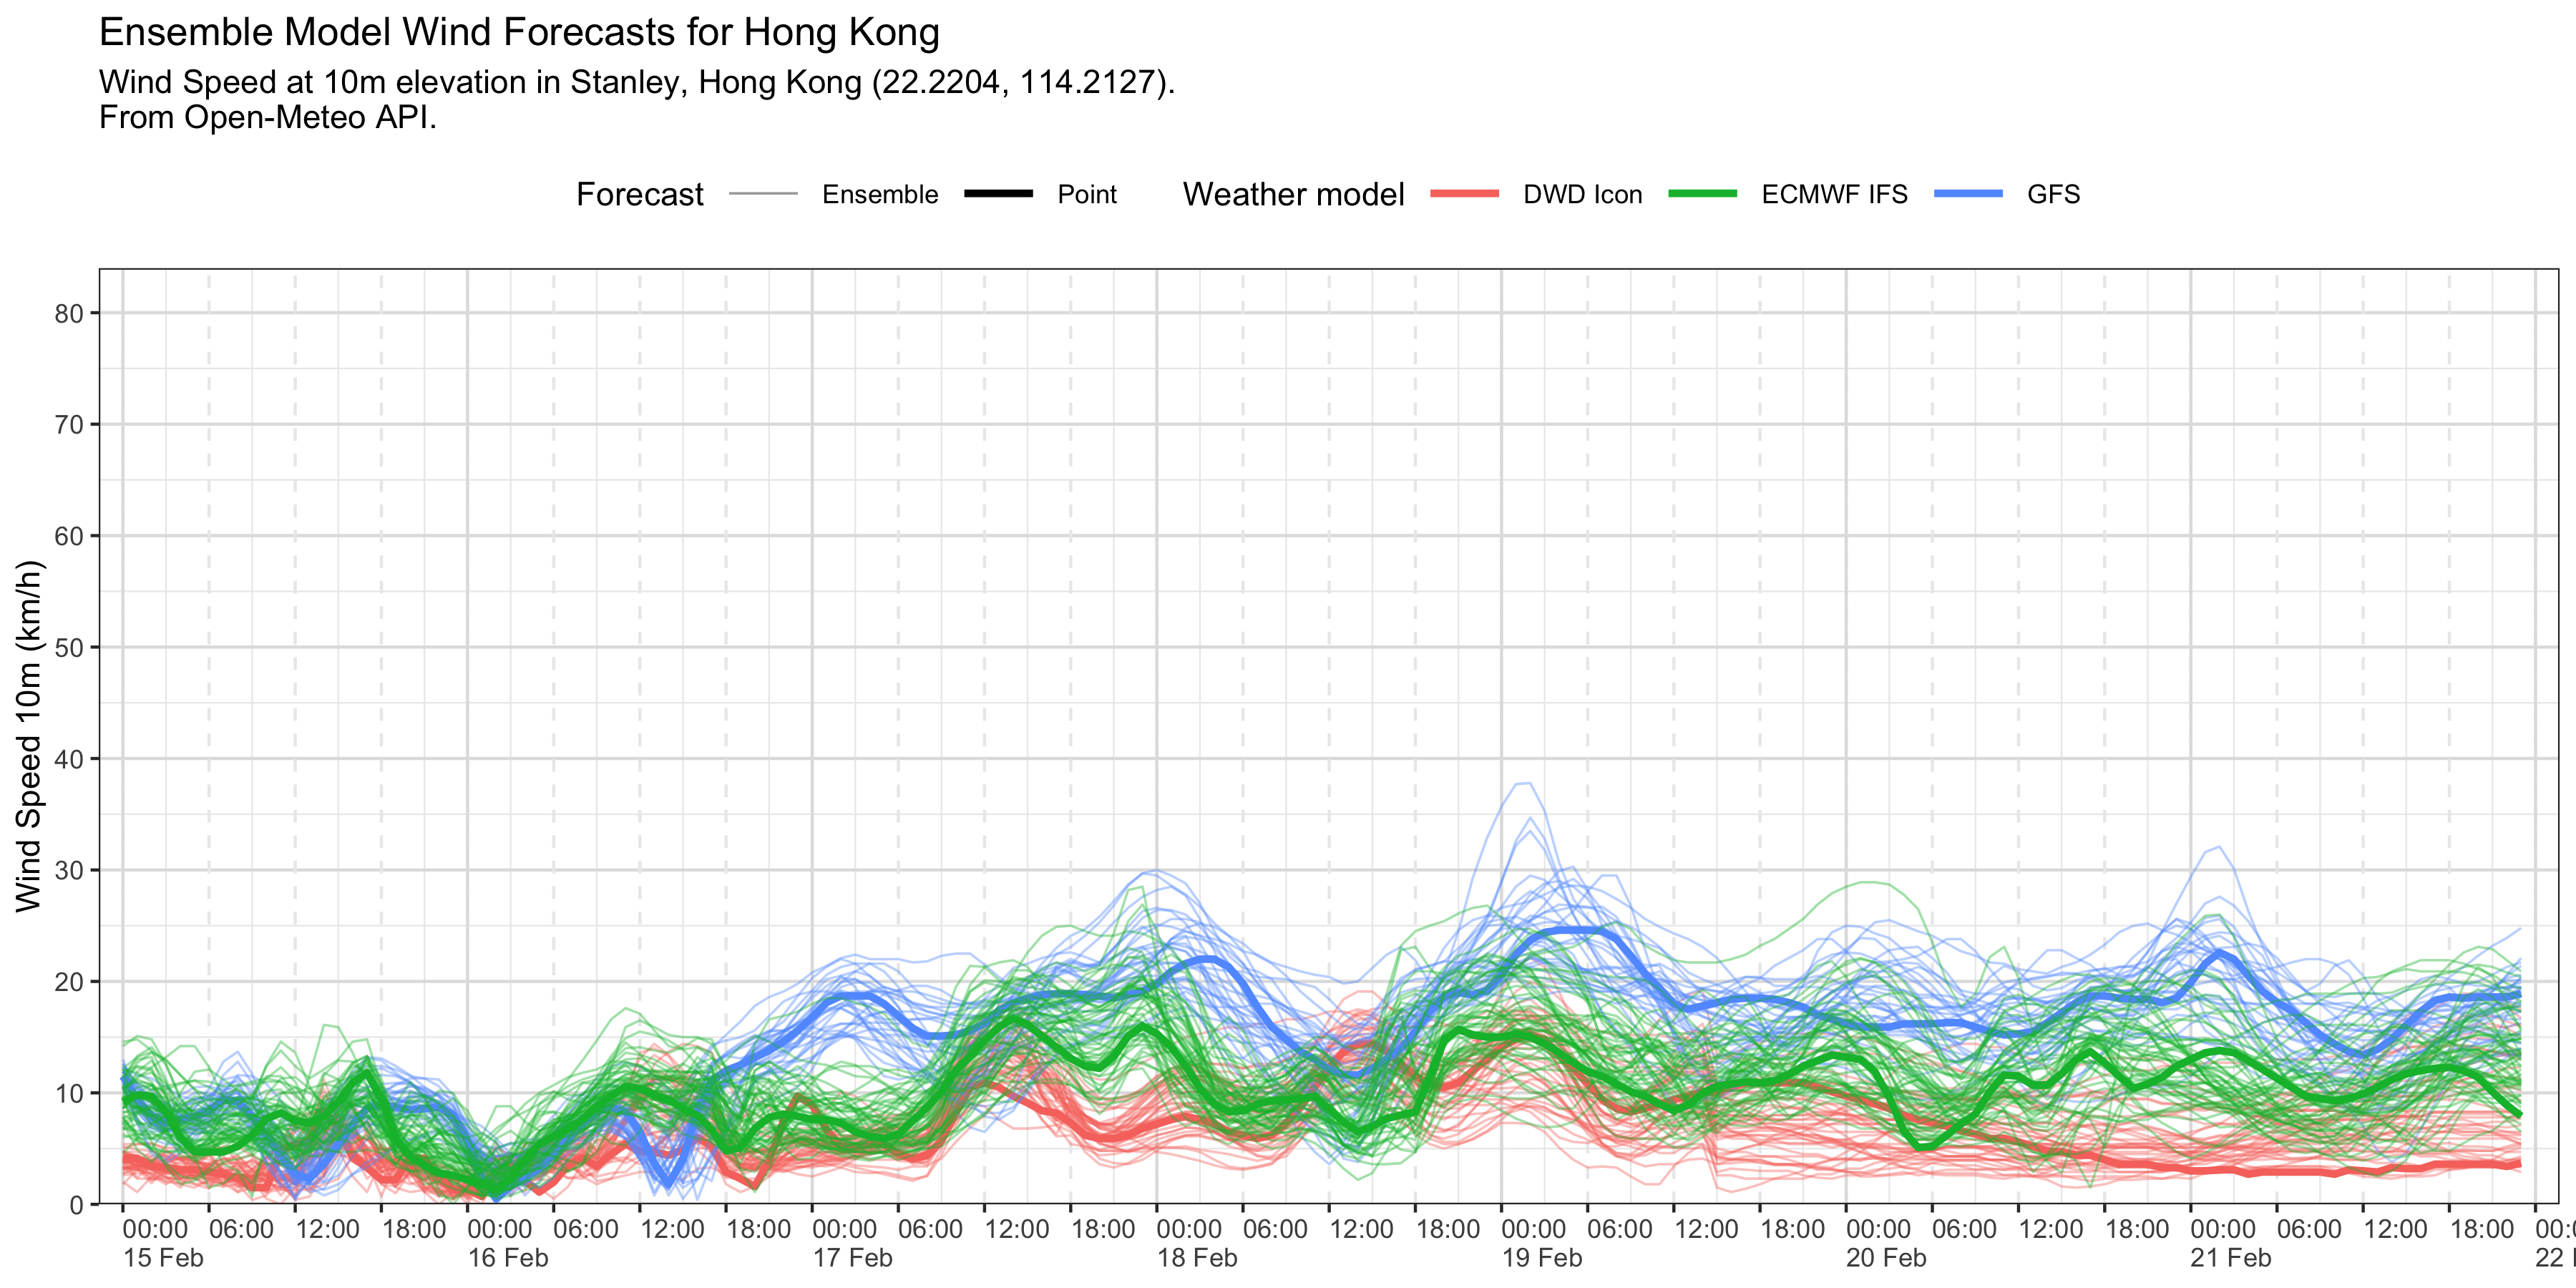 Ensemble Model Wind Forecasts for Hong Kong
Wind Speed at 10m elevation in Stanley, Hong Kong (22.2204, 114.2127).
From Open-Meteo API.
Forecast Ensemble Point Weather model DWD Icon ECMWF IFS GFS
Wind Speed 10m (km/h)
80
70
60
50
40
30
20
10
0
00:00 06:00 12:00 18:00 00:00 06:00 12:00 18:00 00:00 06:00 12:00 18:00 00:00 06:00 12:00 18:00 00:00 06:00 12:00 18:00 00:00 06:00 12:00 18:00 00:00 06:00 12:00 18:00
15 Feb 16 Feb 17 Feb 18 Feb 19 Feb 20 Feb 21 Feb 22